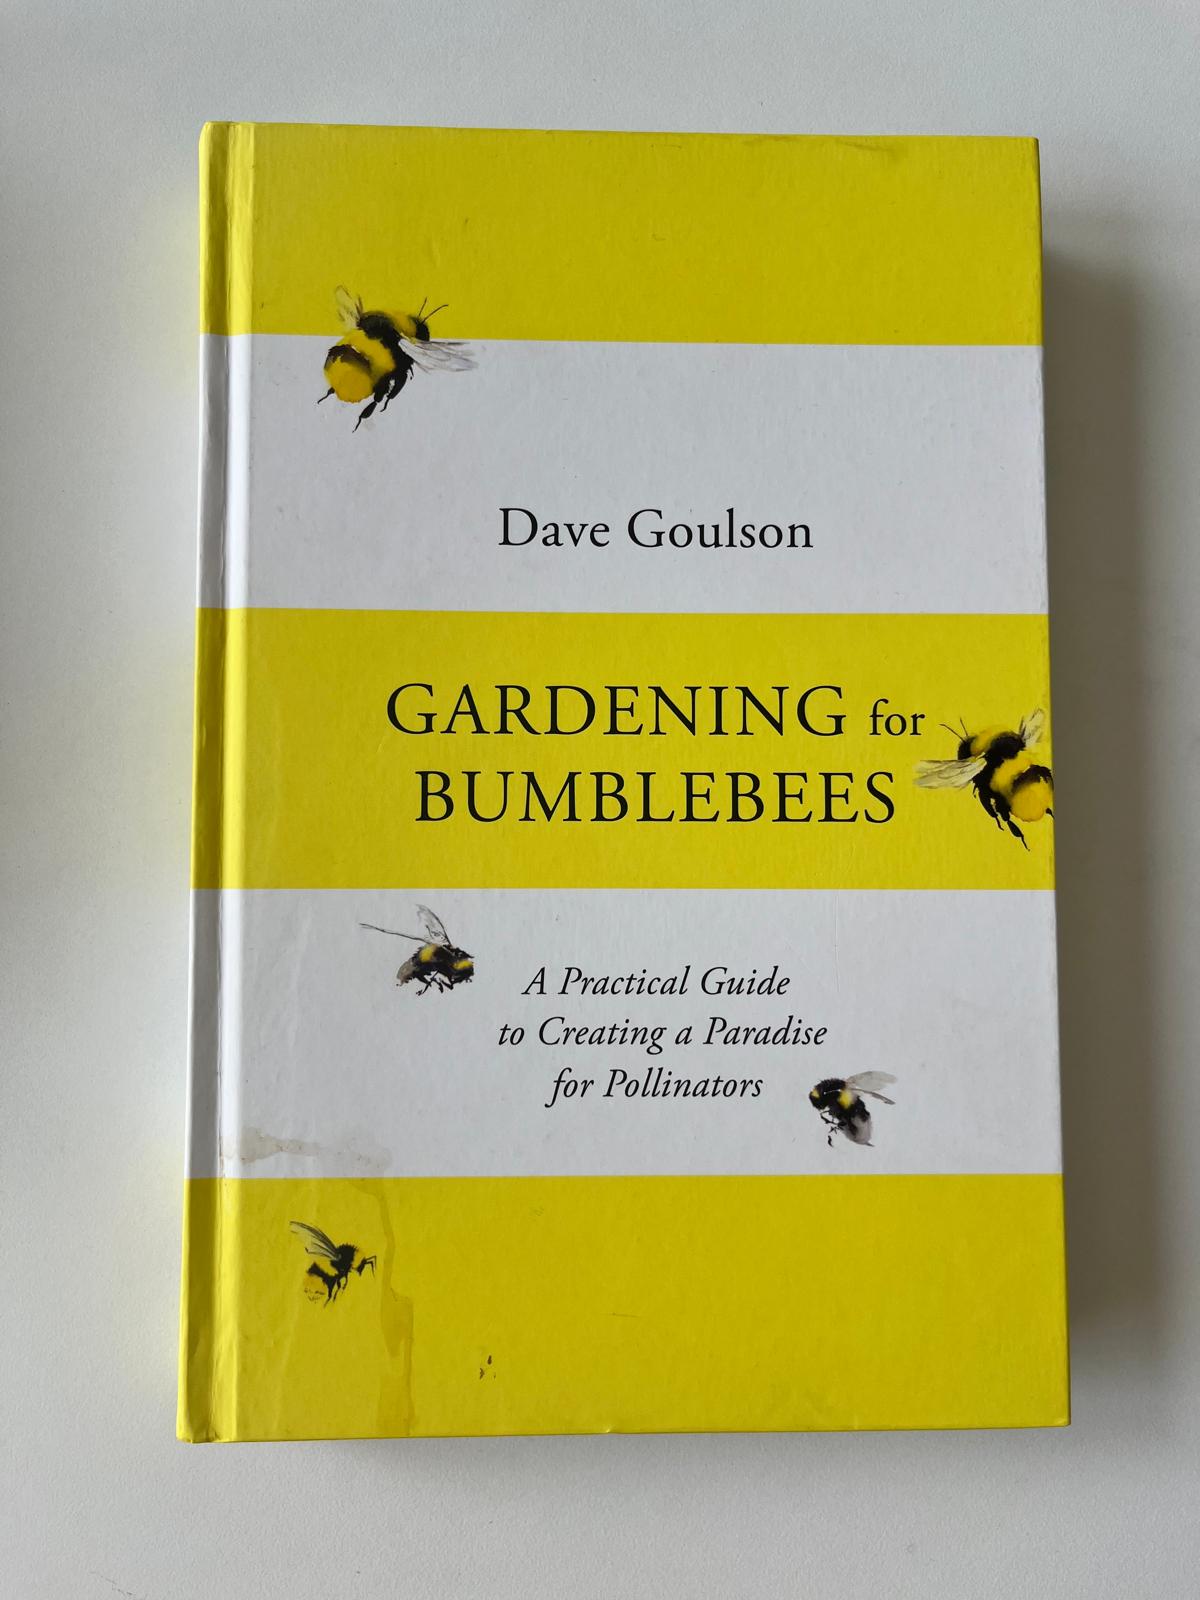 Dave Goulson
GARDENING for
BUMBLEBEES
A Practical Guide
to Creating a Paradise
for Pollinators